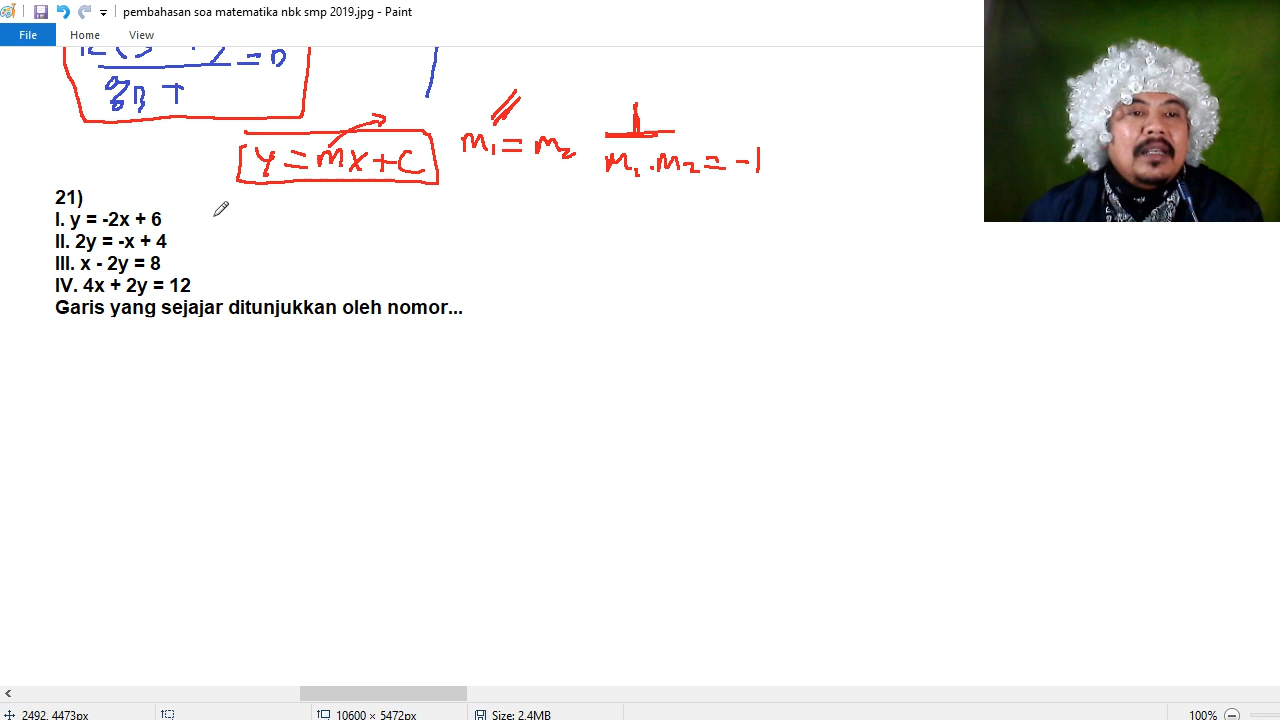 pembahasan soa matematika nbk smp 2019.jpg - Paint
File Home View
= 0
y = mx + c
m₁ = m₂
m₁ . m₂ = -1
21)
I. y = -2x + 6
II. 2y = -x + 4
III. x - 2y = 8
IV. 4x + 2y = 12
Garis yang sejajar ditunjukkan oleh nomor...
2492, 4473px
10600 × 5472px
Size: 2.4MB
100%